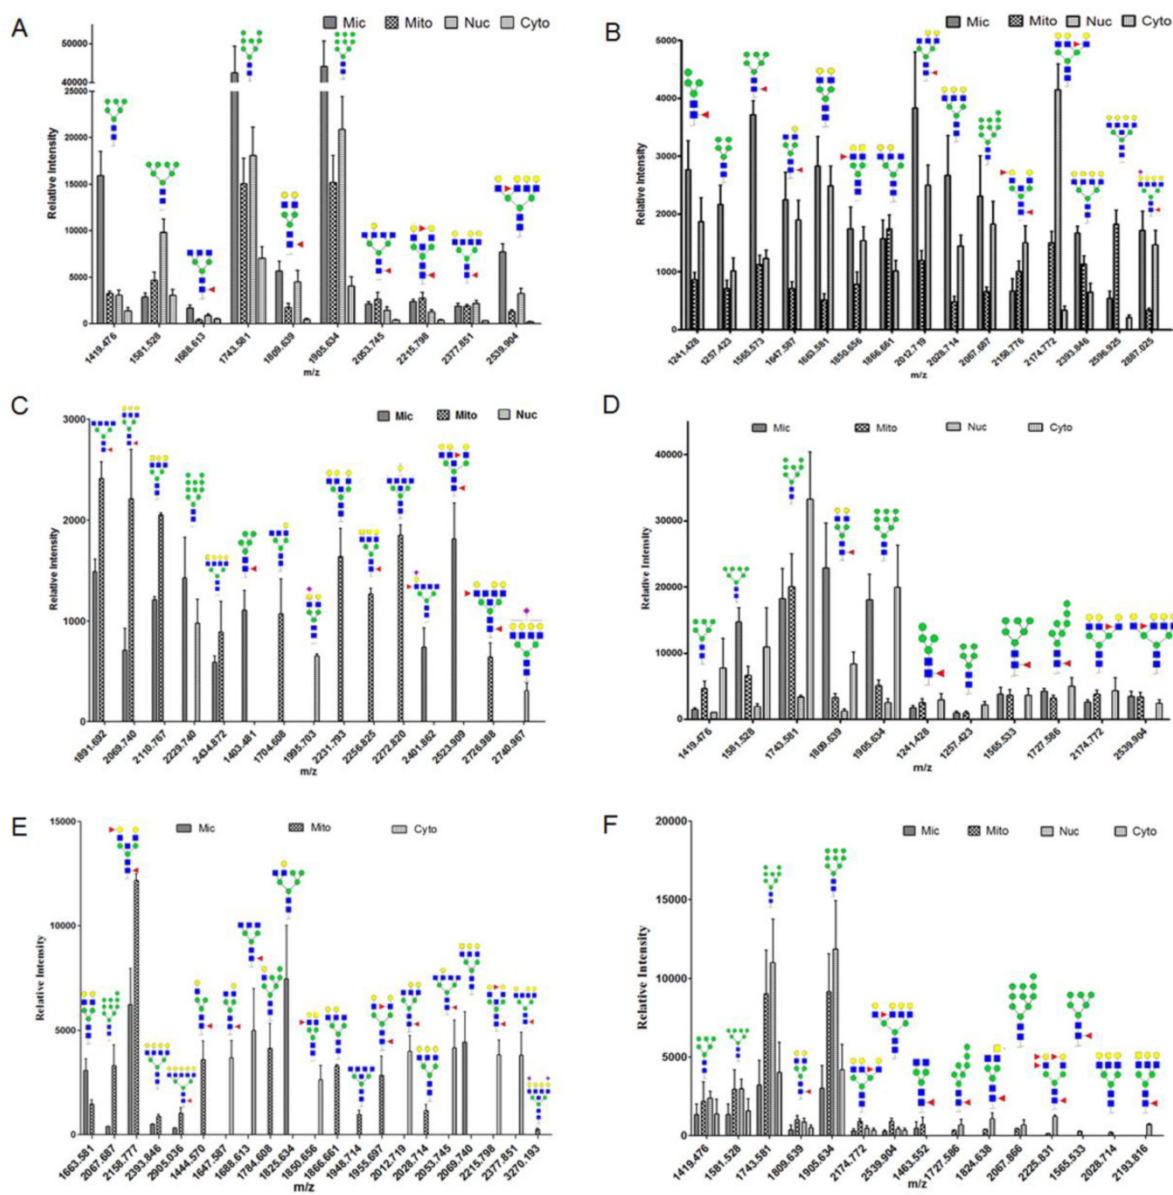 A
Mic Mito Nuc Cyto
Relative Intensity
50000
40000
25000
20000
15000
10000
5000
0
1419.476 1581.528 1688.613 1743.581 1809.639 1905.634 2053.745 2215.798 2377.851 2539.904
m/z
B
Mic Mito Nuc Cyto
Relative Intensity
5000
4000
3000
2000
1000
0
1241.428 1257.423 1565.573 1647.587 1663.581 1850.656 1866.661 2012.719 2028.714 2067.687 2158.776 2174.772 2393.846 2596.925 2887.025
m/z
C
Mic Mito Nuc
Relative Intensity
3000
2000
1000
0
1891.692 2069.740 2110.767 2229.740 2434.872 1403.481 1704.608 1995.703 2231.793 2256.825 2272.820 2401.862 2523.909 2726.988 2740.967
m/z
D
Mic Mito Nuc Cyto
Relative Intensity
40000
30000
20000
10000
0
1419.476 1581.528 1743.581 1809.639 1905.634 1241.428 1257.423 1565.533 1727.586 2174.772 2539.904
m/z
E
Mic Mito Cyto
Relative Intensity
15000
10000
5000
0
1663.581 2067.687 2158.777 2393.846 2905.036 1444.570 1647.587 1688.613 1784.608 1825.634 1850.656 1866.661 1948.714 1955.697 2012.719 2028.714 2053.745 2069.740 2215.798 2377.851 3270.193
m/z
F
Mic Mito Nuc Cyto
Relative Intensity
20000
15000
10000
5000
0
1419.476 1581.528 1743.581 1809.639 1905.634 2174.772 2539.904 1463.552 1727.586 1824.638 2067.866 2225.831 1565.533 2028.714 2193.816
m/z